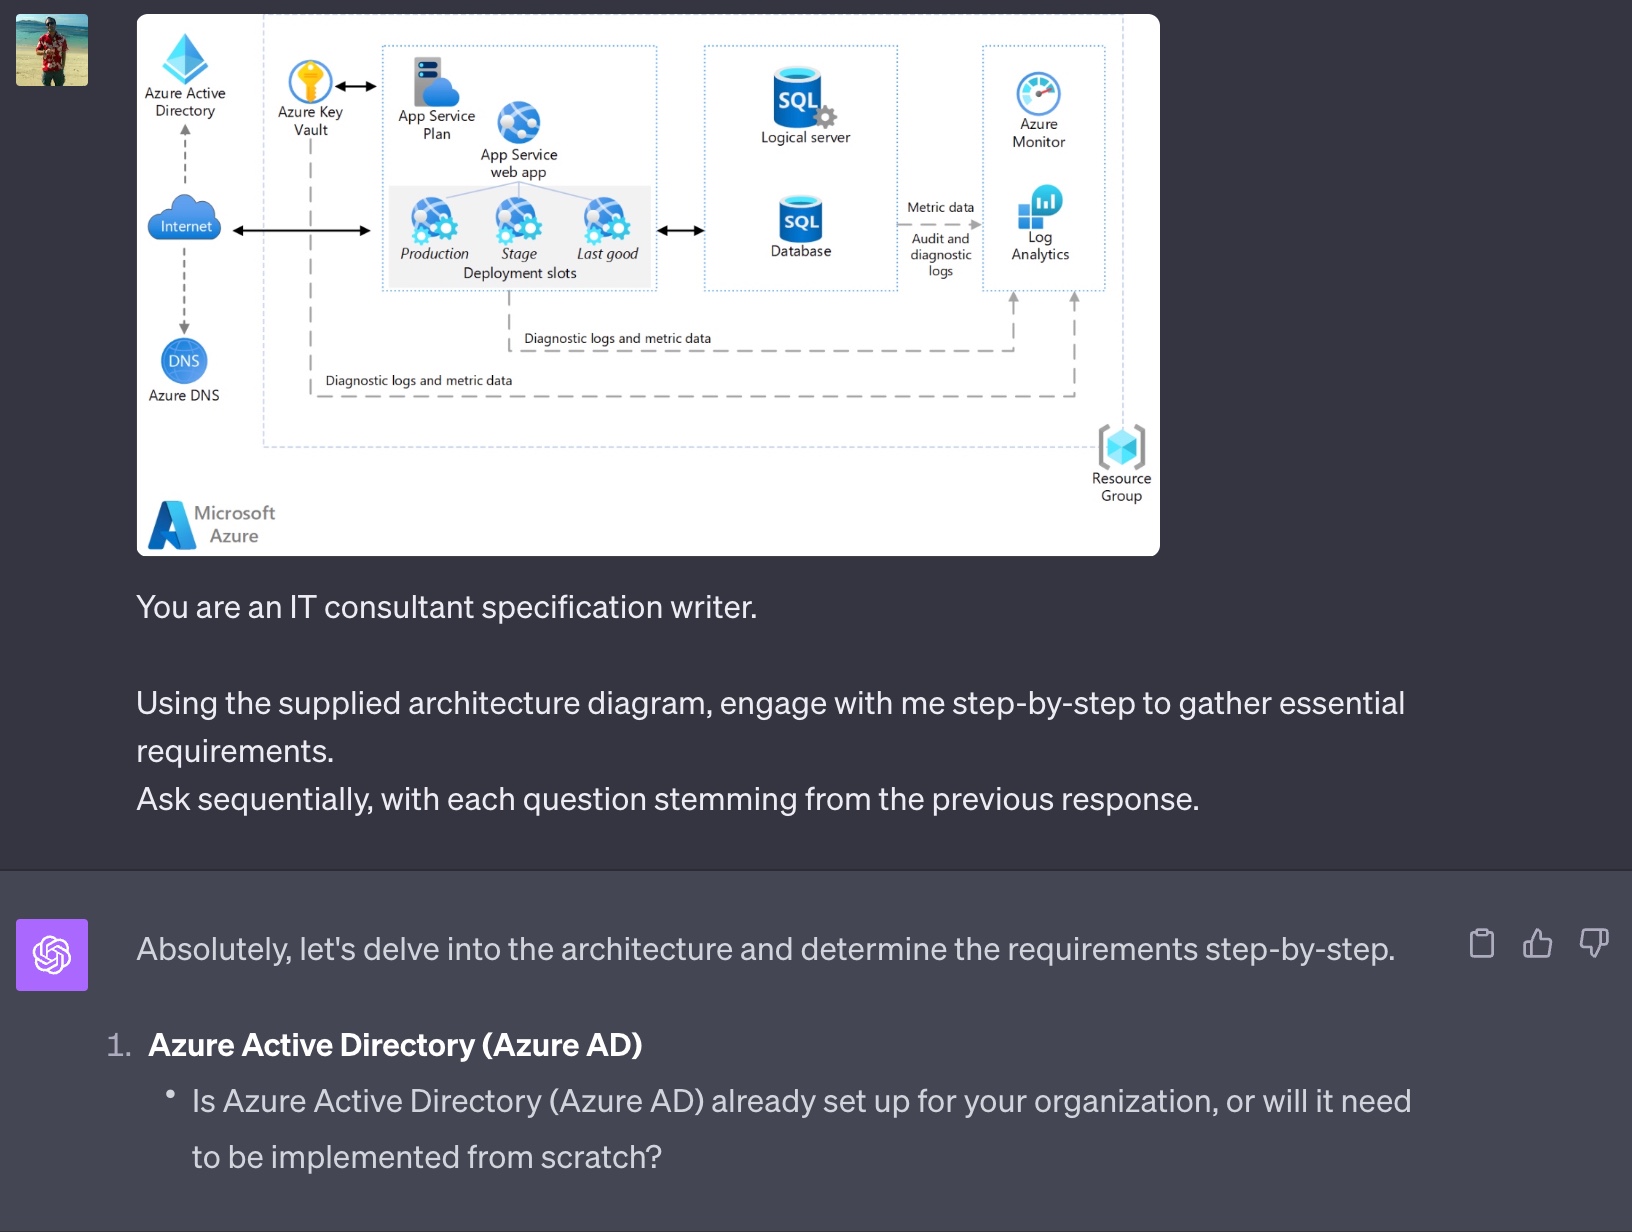 Azure Active
Directory
Azure Key
Vault
App Service
Plan
App Service
web app
SQL
Logical server
Azure
Monitor
Internet
Production
Stage
Last good
Deployment slots
SQL
Database
Metric data
Audit and
diagnostic
logs
Log
Analytics
Diagnostic logs and metric data
DNS
Azure DNS
Diagnostic logs and metric data
Resource
Group
Microsoft
Azure
You are an IT consultant specification writer.
Using the supplied architecture diagram, engage with me step-by-step to gather essential
requirements.
Ask sequentially, with each question stemming from the previous response.
Absolutely, let's delve into the architecture and determine the requirements step-by-step.
1. Azure Active Directory (Azure AD)
• Is Azure Active Directory (Azure AD) already set up for your organization, or will it need
to be implemented from scratch?